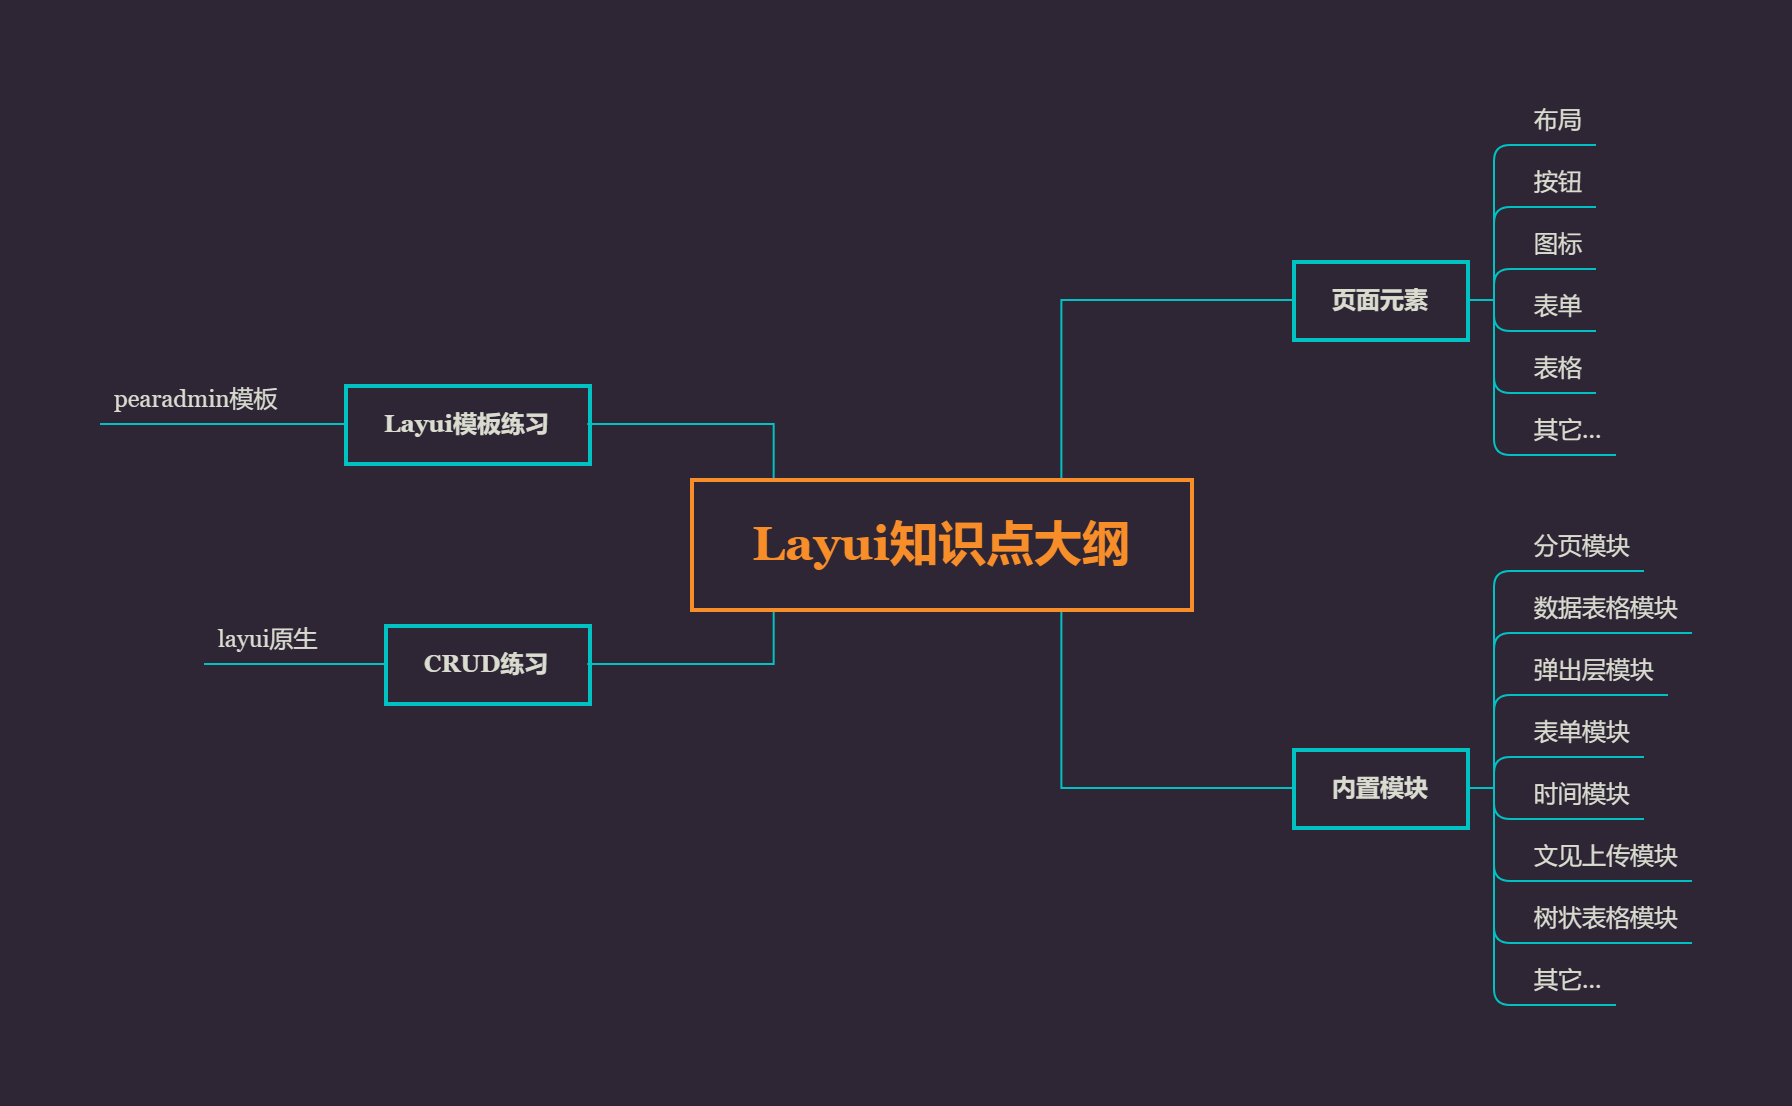 Layui知识点大纲
页面元素
布局
按钮
图标
表单
表格
其它...
内置模块
分页模块
数据表格模块
弹出层模块
表单模块
时间模块
文见上传模块
树状表格模块
其它...
Layui模板练习
pearadmin模板
CRUD练习
layui原生